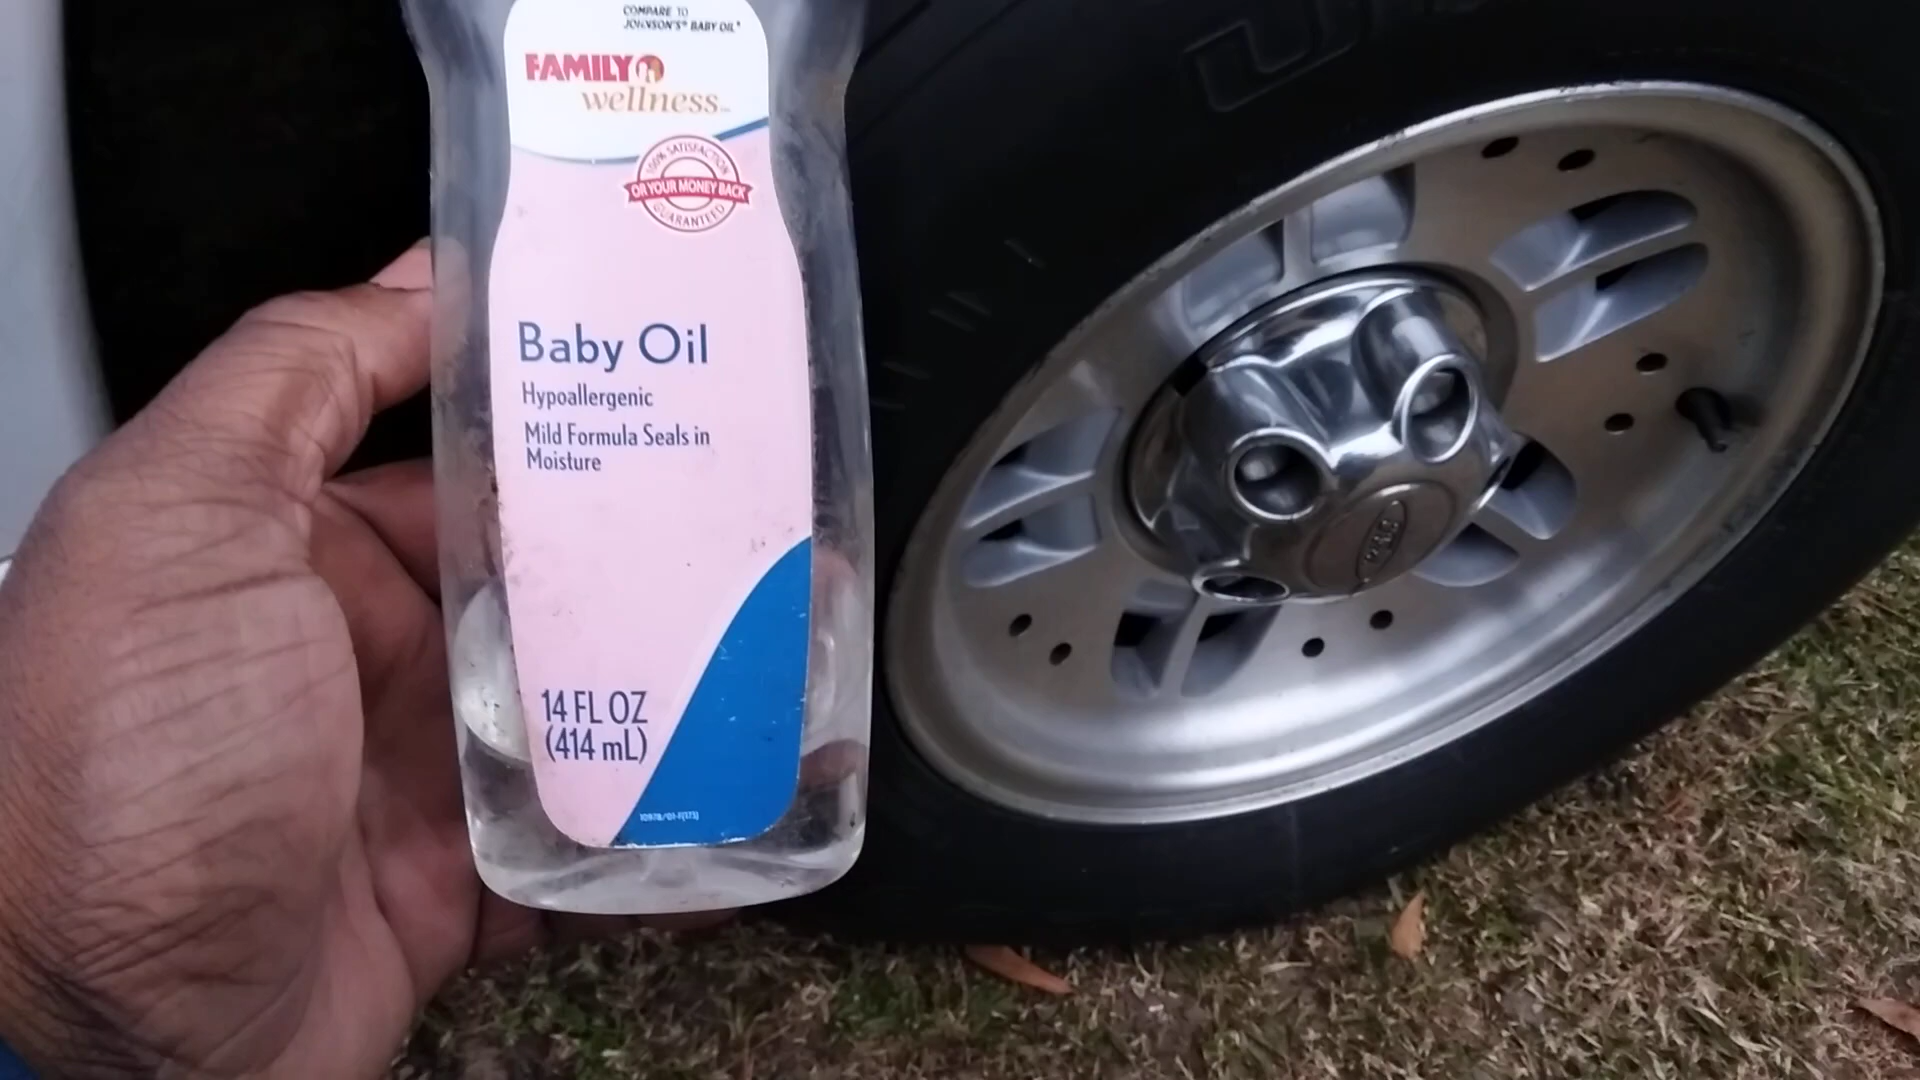 COMPARE TO
JOHNSON'S® BABY OIL*
FAMILY
wellness™
100% SATISFACTION
OR YOUR MONEY BACK
GUARANTEED
Baby Oil
Hypoallergenic
Mild Formula Seals in
Moisture
14 FL OZ
(414 mL)